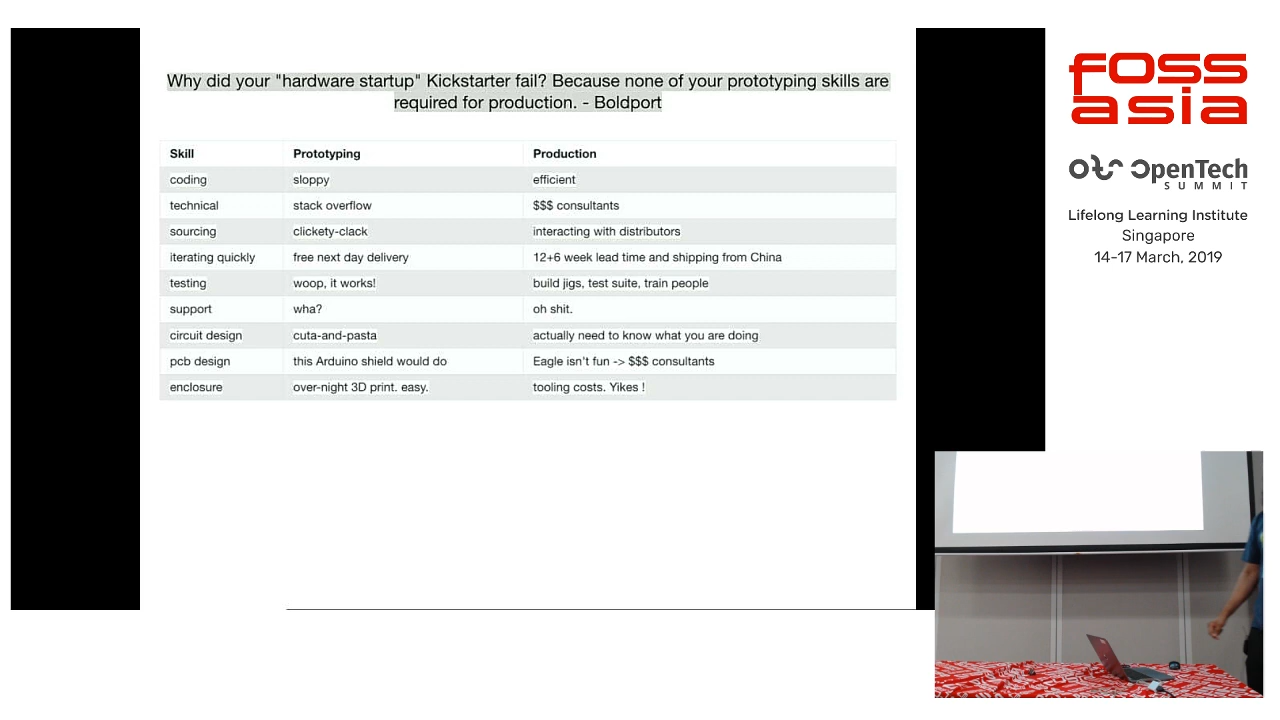 Why did your "hardware startup" Kickstarter fail? Because none of your prototyping skills are
required for production. - Boldport
Skill Prototyping Production
coding sloppy efficient
technical stack overflow $$$ consultants
sourcing clickety-clack interacting with distributors
iterating quickly free next day delivery 12+6 week lead time and shipping from China
testing woop, it works! build jigs, test suite, train people
support wha? oh shit.
circuit design cuta-and-pasta actually need to know what you are doing
pcb design this Arduino shield would do Eagle isn't fun -> $$$ consultants
enclosure over-night 3D print. easy. tooling costs. Yikes !
FOSS
asia
OpenTech
SUMMIT
Lifelong Learning Institute
Singapore
14-17 March, 2019